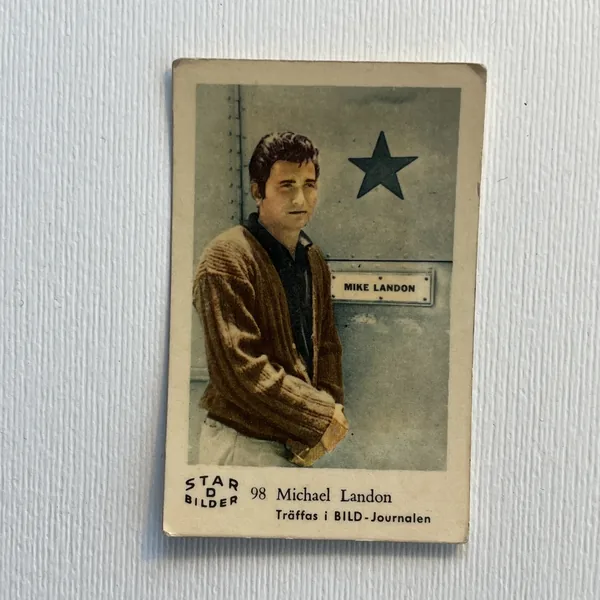 MIKE LANDON
STAR
D
BILDER
98 Michael Landon
Träffas i BILD-Journalen